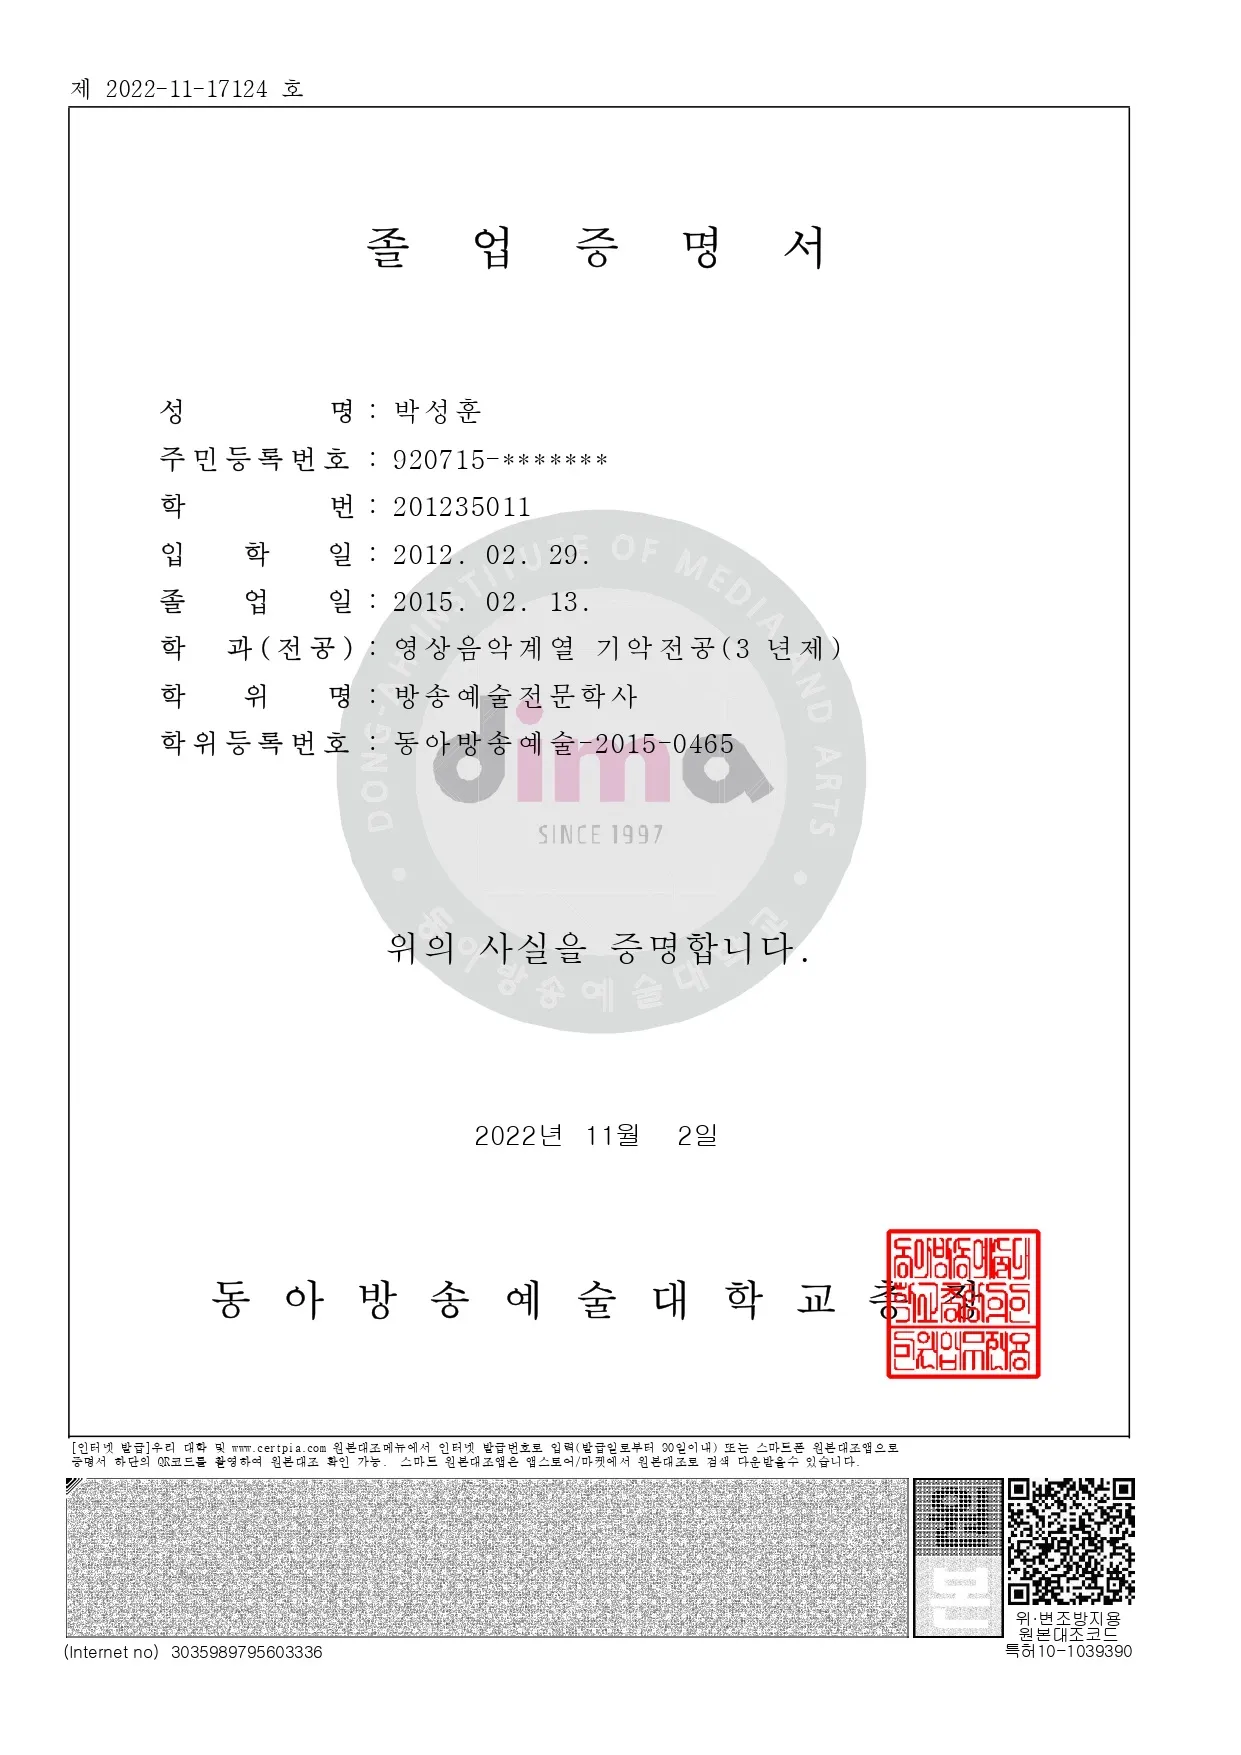 제 2022-11-17124 호
졸 업 증 명 서
성 명 : 박성훈
주민등록번호 : 920715-*******
학 번 : 201235011
입 학 일 : 2012. 02. 29.
졸 업 일 : 2015. 02. 13.
학 과(전공) : 영상음악계열 기악전공(3 년제)
학 위 명 : 방송예술전문학사
학위등록번호 : 동아방송예술-2015-0465
DONG-AH INSTITUTE OF MEDIA AND ARTS
dima
SINCE 1997
동아방송예술대학교
위의 사실을 증명합니다.
2022년 11월 2일
동 아 방 송 예 술 대 학 교 총 장
[인터넷 발급]우리 대학 및 www.certpia.com 원본대조메뉴에서 인터넷 발급번호로 입력(발급일로부터 90일이내) 또는 스마트폰 원본대조앱으로
증명서 하단의 QR코드를 촬영하여 원본대조 확인 가능. 스마트 원본대조앱은 앱스토어/마켓에서 원본대조로 검색 다운받을수 있습니다.
원본
위·변조방지용
원본대조코드
특허10-1039390
(Internet no) 3035989795603336